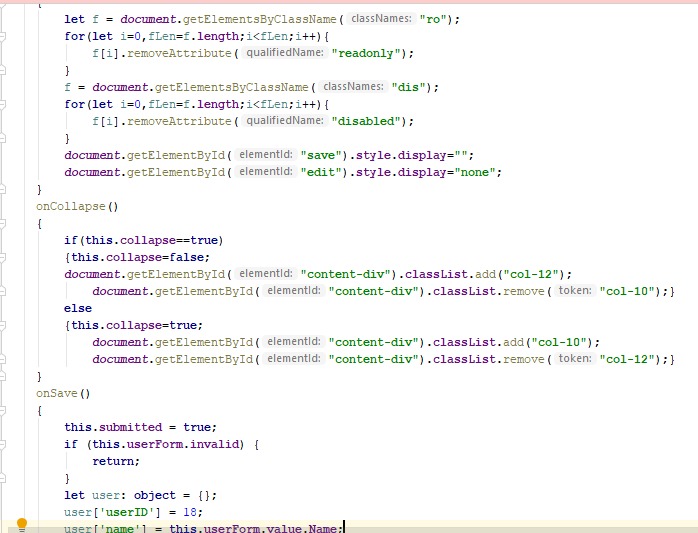 {
let f = document.getElementsByClassName( classNames: "ro");
for(let i=0,fLen=f.length;i<fLen;i++){
f[i].removeAttribute( qualifiedName: "readonly");
}
f = document.getElementsByClassName( classNames: "dis");
for(let i=0,fLen=f.length;i<fLen;i++){
f[i].removeAttribute( qualifiedName: "disabled");
}
document.getElementById( elementId: "save").style.display="";
document.getElementById( elementId: "edit").style.display="none";
}
onCollapse()
{
if(this.collapse==true)
{this.collapse=false;
document.getElementById( elementId: "content-div").classList.add("col-12");
document.getElementById( elementId: "content-div").classList.remove( token: "col-10");}
else
{this.collapse=true;
document.getElementById( elementId: "content-div").classList.add("col-10");
document.getElementById( elementId: "content-div").classList.remove( token: "col-12");}
}
onSave()
{
this.submitted = true;
if (this.userForm.invalid) {
return;
}
let user: object = {};
user['userID'] = 18;
user['name'] = this.userForm.value.Name;